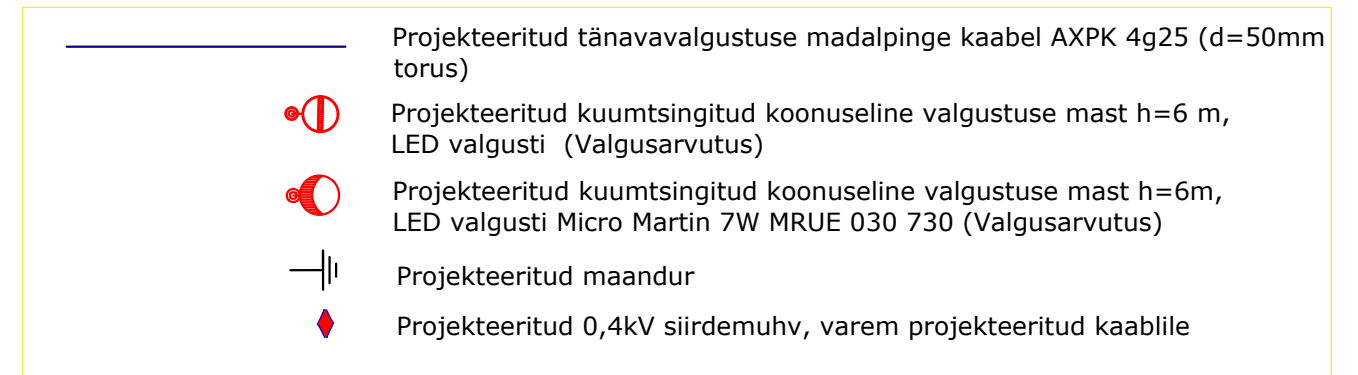 Projekteeritud tänavavalgustuse madalpinge kaabel AXPK 4g25 (d=50mm
torus)
Projekteeritud kuumtsingitud koonuseline valgustuse mast h=6 m,
LED valgusti (Valgusarvutus)
Projekteeritud kuumtsingitud koonuseline valgustuse mast h=6m,
LED valgusti Micro Martin 7W MRUE 030 730 (Valgusarvutus)
Projekteeritud maandur
Projekteeritud 0,4kV siirdemuhv, varem projekteeritud kaablile